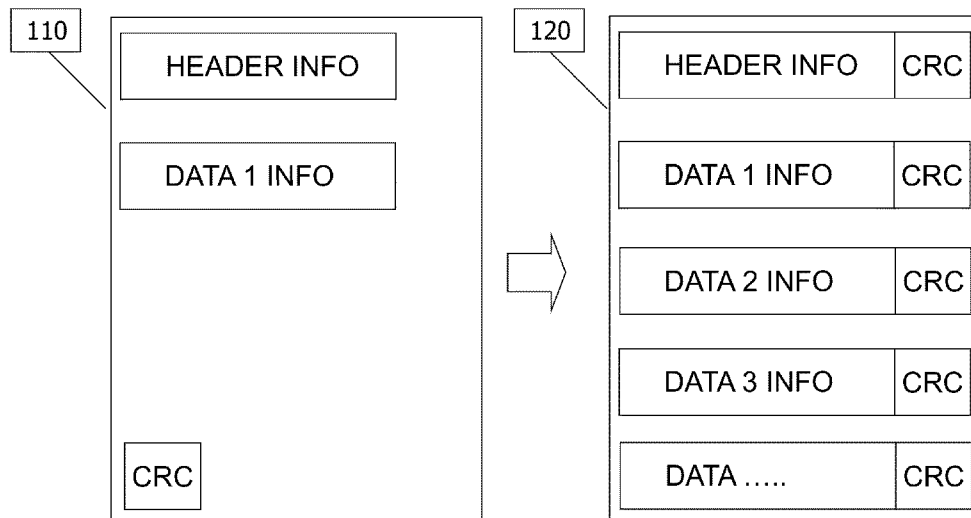 110
HEADER INFO
DATA 1 INFO
CRC
120
HEADER INFO CRC
DATA 1 INFO CRC
DATA 2 INFO CRC
DATA 3 INFO CRC
DATA ..... CRC